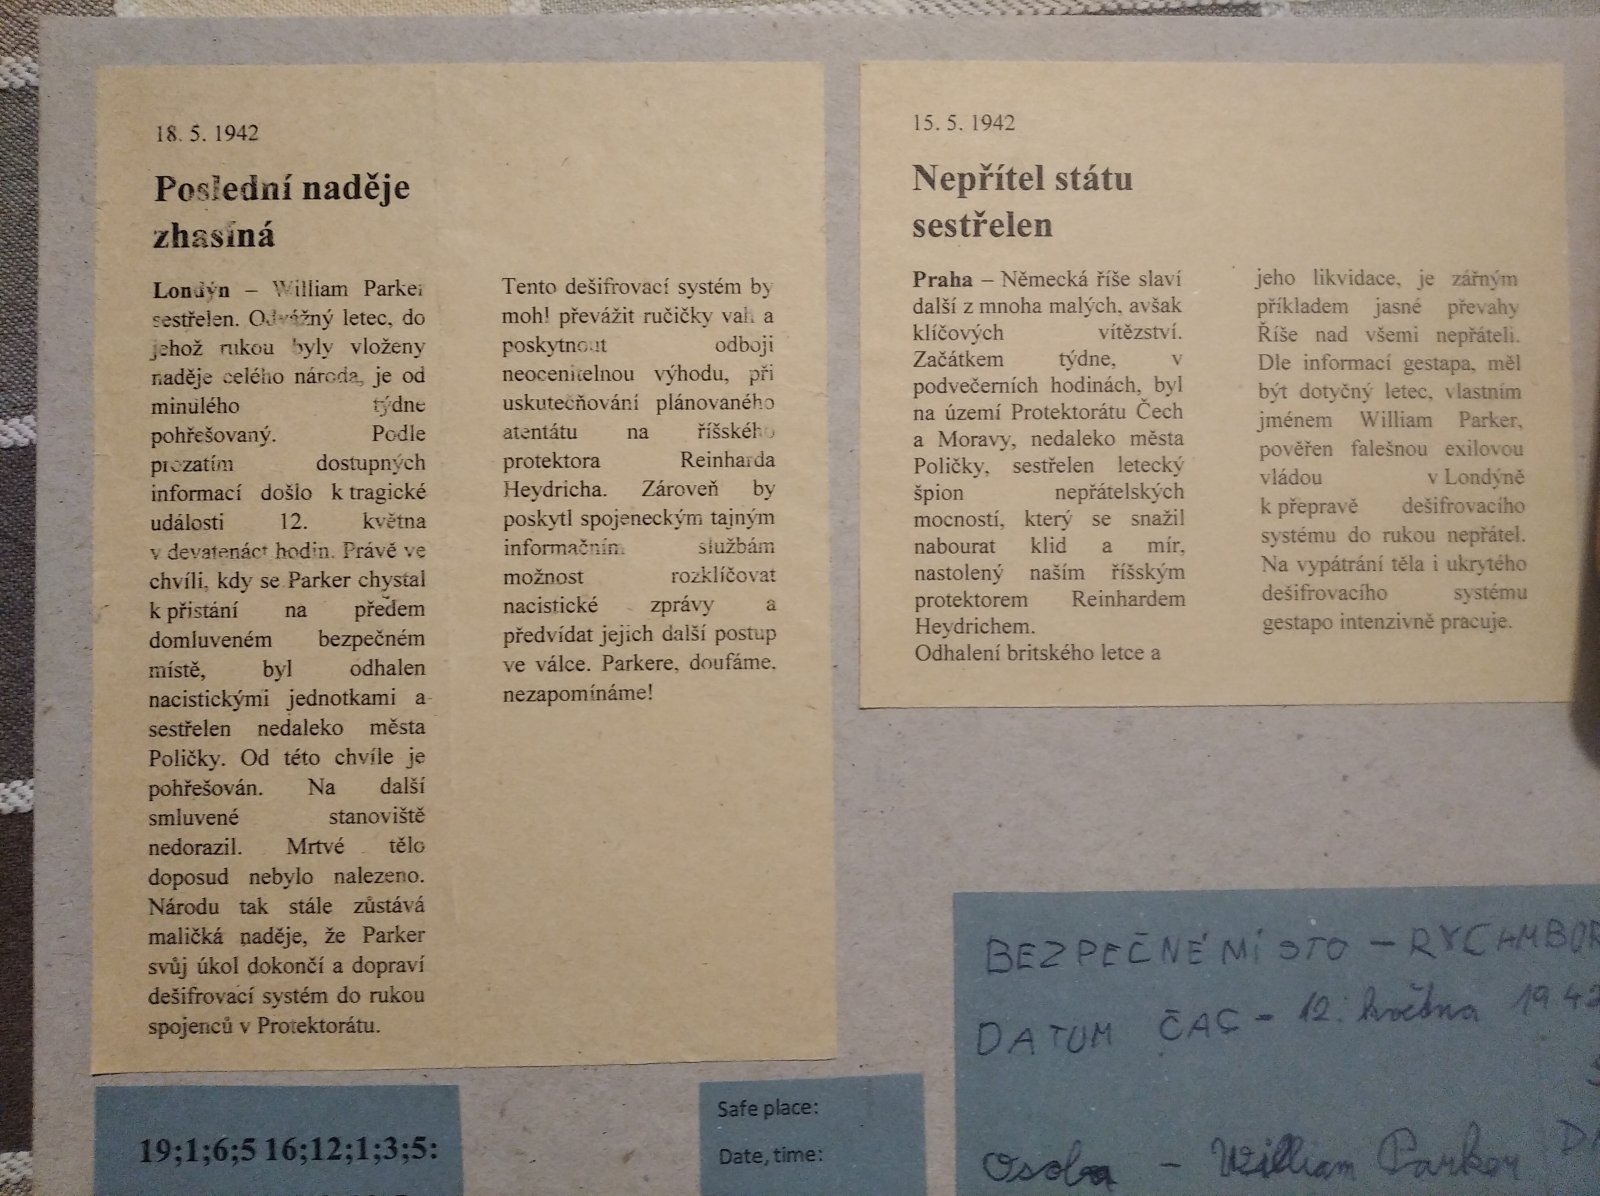 18. 5. 1942
Poslední naděje
zhasíná
Londýn – William Parker
sestřelen. Odvážný letec, do
jehož rukou byly vloženy
naděje celého národa, je od
minulého týdne
pohřešovaný. Podle
prozatím dostupných
informací došlo k tragické
události 12. května
v devatenáct hodin. Právě ve
chvíli, kdy se Parker chystal
k přistání na předem
domluveném bezpečném
místě, byl odhalen
nacistickými jednotkami a
sestřelen nedaleko města
Poličky. Od této chvíle je
pohřešován. Na další
smluvené stanoviště
nedorazil. Mrtvé tělo
doposud nebylo nalezeno.
Národu tak stále zůstává
maličká naděje, že Parker
svůj úkol dokončí a dopraví
dešifrovací systém do rukou
spojenců v Protektorátu.
Tento dešifrovací systém by
mohl převážit ručičky vah a
poskytnout odboji
neocenitelnou výhodu, při
uskutečňování plánovaného
atentátu na říšského
protektora Reinharda
Heydricha. Zároveň by
poskytl spojeneckým tajným
informačním službám
možnost rozklíčovat
nacistické zprávy a
předvídat jejich další postup
ve válce. Parkere, doufáme,
nezapomínáme!
15. 5. 1942
Nepřítel státu
sestřelen
Praha – Německá říše slaví
další z mnoha malých, avšak
klíčových vítězství.
Začátkem týdne, v
podvečerních hodinách, byl
na území Protektorátu Čech
a Moravy, nedaleko města
Poličky, sestřelen letecký
špion nepřátelských
mocností, který se snažil
nabourat klid a mír,
nastolený naším říšským
protektorem Reinhardem
Heydrichem.
Odhalení britského letce a
jeho likvidace, je zářným
příkladem jasné převahy
Říše nad všemi nepřáteli.
Dle informací gestapa, měl
být dotyčný letec, vlastním
jménem William Parker,
pověřen falešnou exilovou
vládou v Londýně
k přepravě dešifrovacího
systému do rukou nepřátel.
Na vypátrání těla i ukrytého
dešifrovacího systému
gestapo intenzivně pracuje.
19;1;6;5 16;12;1;3;5:
Safe place:
Date, time:
BEZPEČNÉ MÍSTO – RYCHMBOR
DATUM ČAS – 12. května 1942
Osoba – William Parker